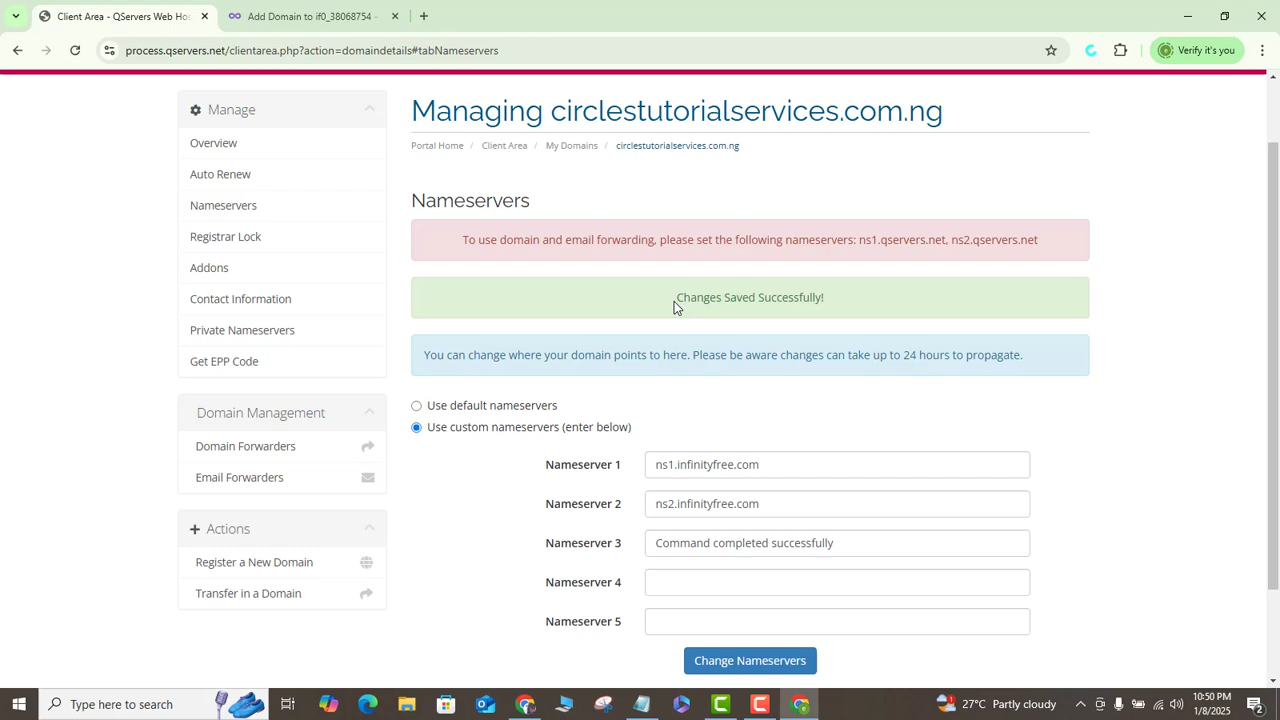 Client Area - QServers Web Ho
Add Domain to if0_38068754 -
process.qservers.net/clientarea.php?action=domaindetails#tabNameservers
Verify it's you
Manage
Overview
Auto Renew
Nameservers
Registrar Lock
Addons
Contact Information
Private Nameservers
Get EPP Code
Domain Management
Domain Forwarders
Email Forwarders
Actions
Register a New Domain
Transfer in a Domain
Managing circlestutorialservices.com.ng
Portal Home / Client Area / My Domains / circlestutorialservices.com.ng
Nameservers
To use domain and email forwarding, please set the following nameservers: ns1.qservers.net, ns2.qservers.net
Changes Saved Successfully!
You can change where your domain points to here. Please be aware changes can take up to 24 hours to propagate.
Use default nameservers
Use custom nameservers (enter below)
Nameserver 1 ns1.infinityfree.com
Nameserver 2 ns2.infinityfree.com
Nameserver 3 Command completed successfully
Nameserver 4
Nameserver 5
Change Nameservers
Type here to search
27°C Partly cloudy
10:50 PM
1/8/2025